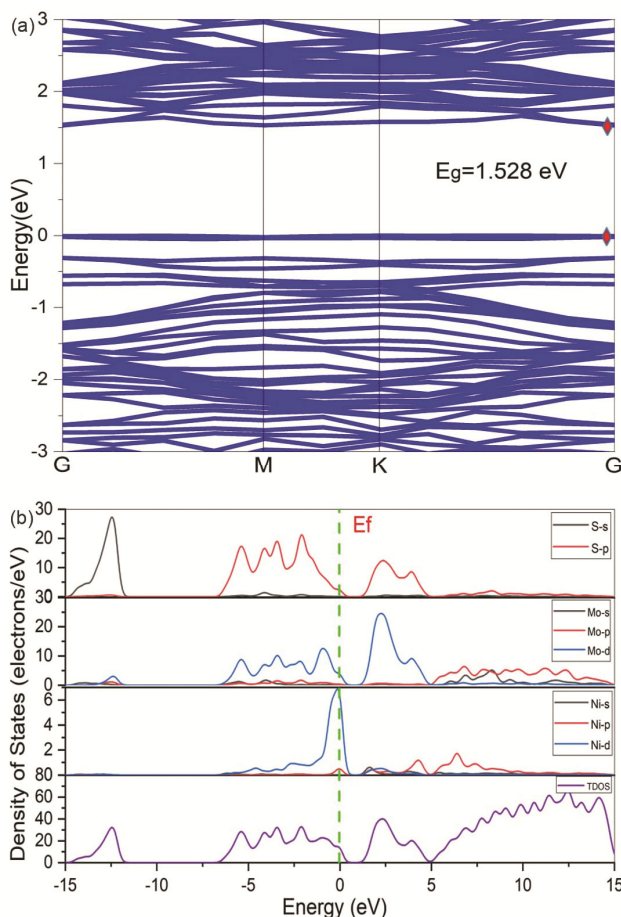 (a)
3
2
1
0
-1
-2
-3
Energy(eV)
Eg=1.528 eV
G M K G
(b)
30
20
10
30
Ef
S-s
S-p
20
10
0
Mo-s
Mo-p
Mo-d
6
4
2
80
Ni-s
Ni-p
Ni-d
60
40
20
0
TDOS
Density of States (electrons/eV)
-15 -10 -5 0 5 10 15
Energy (eV)